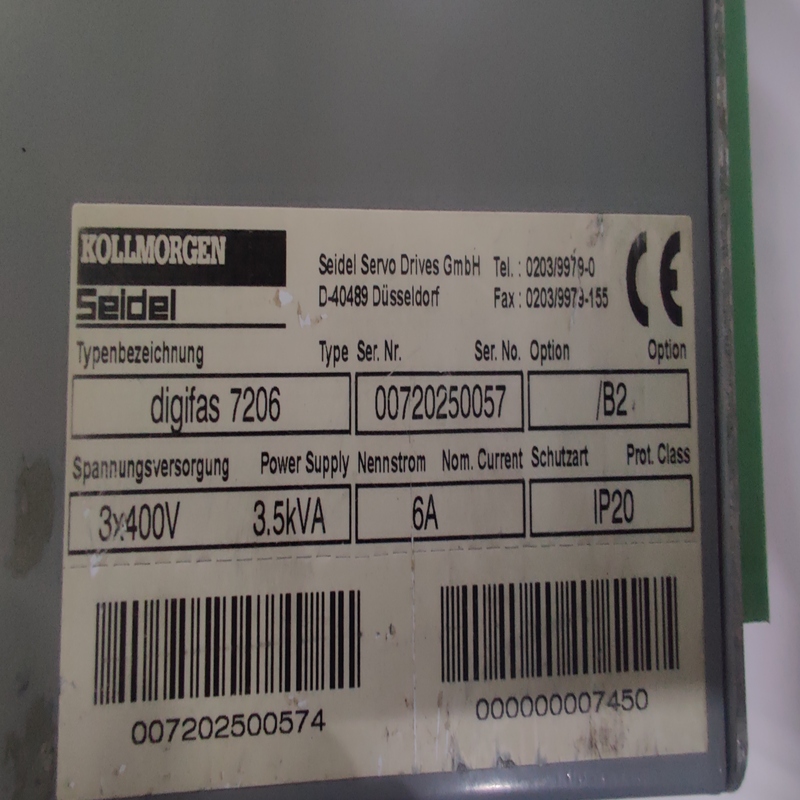 KOLLMORGEN
Seidel
Seidel Servo Drives GmbH Tel. : 0203/9979-0
D-40489 Düsseldorf Fax : 0203/9979-155
CE
Typenbezeichnung Type Ser. Nr. Ser. No. Option Option
digifas 7206 00720250057 /B2
Spannungsversorgung Power Supply Nennstrom Nom. Current Schutzart Prot. Class
3x400V 3.5kVA 6A IP20
007202500574 000000007450